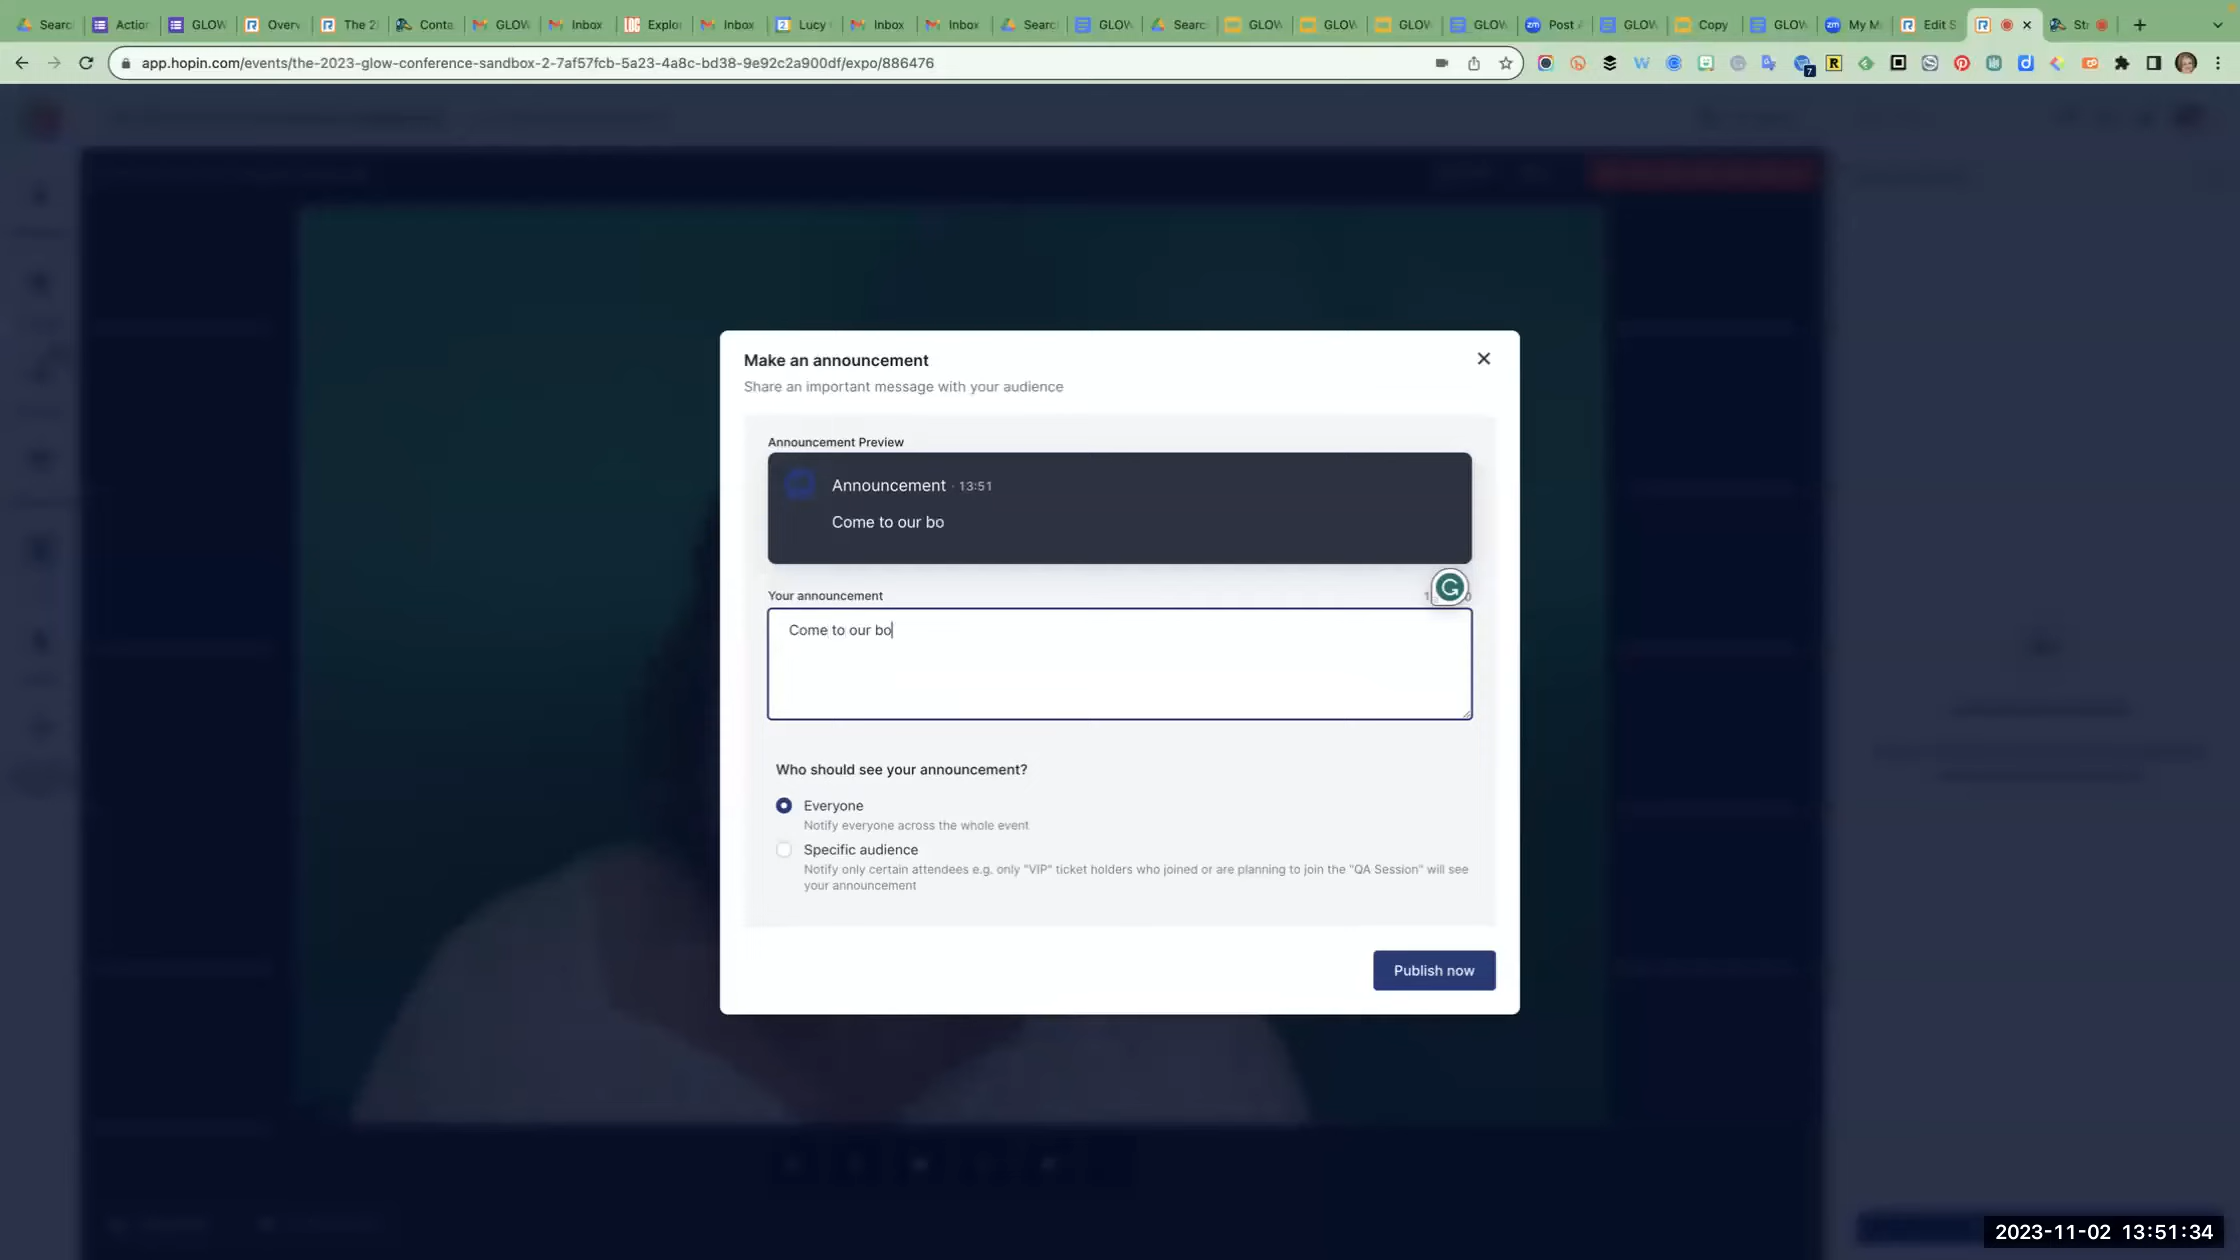 Searc
Action
GLOW
Overv
The 2
Conta
GLOW
Inbox
Explo
Inbox
Lucy
Inbox
Inbox
Searc
GLOW
Searc
GLOW
GLOW
GLOW
GLOW
Post A
GLOW
Copy
GLOW
My M
Edit S
Str
app.hopin.com/events/the-2023-glow-conference-sandbox-2-7af57fcb-5a23-4a8c-bd38-9e92c2a900df/expo/886476
Make an announcement
Share an important message with your audience
Announcement Preview
Announcement · 13:51
Come to our bo
Your announcement
Come to our bo
Who should see your announcement?
Everyone
Notify everyone across the whole event
Specific audience
Notify only certain attendees e.g. only "VIP" ticket holders who joined or are planning to join the "QA Session" will see
your announcement
Publish now
2023-11-02 13:51:34